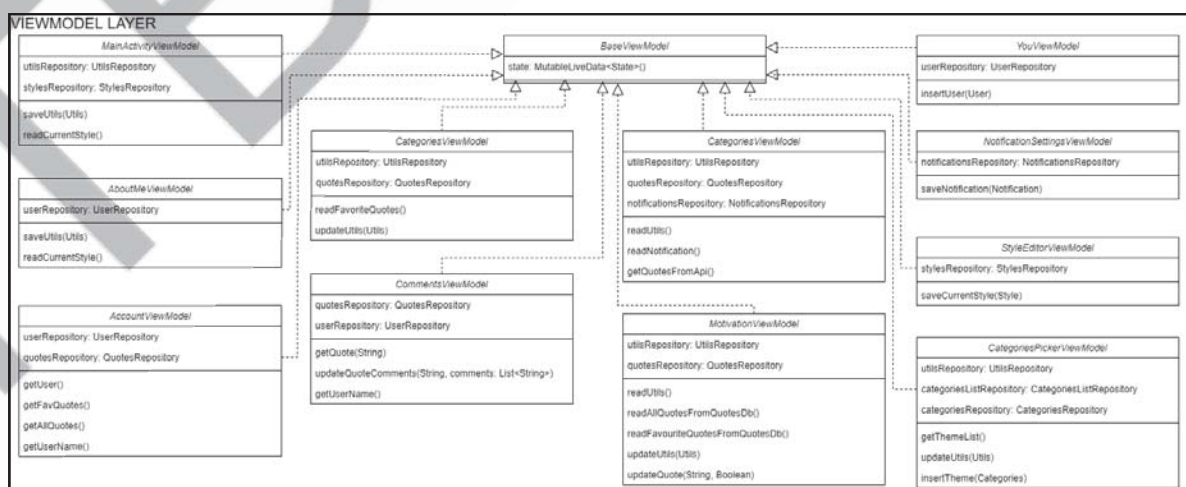 VIEWMODEL LAYER
MainActivityViewModel
utilsRepository: UtilsRepository
stylesRepository: StylesRepository
saveUtils(Utils)
readCurrentStyle()
AboutMeViewModel
userRepository: UserRepository
saveUtils(Utils)
readCurrentStyle()
AccountViewModel
userRepository: UserRepository
quotesRepository: QuotesRepository
getUser()
getFavQuotes()
getAllQuotes()
getUserName()
BaseViewModel
state: MutableLiveData<State>()
CategoriesViewModel
utilsRepository: UtilsRepository
quotesRepository: QuotesRepository
readFavoriteQuotes()
updateUtils(Utils)
CommentsViewModel
quotesRepository: QuotesRepository
userRepository: UserRepository
getQuote(String)
updateQuoteComments(String, comments: List<String>)
getUserName()
CategoriesViewModel
utilsRepository: UtilsRepository
quotesRepository: QuotesRepository
notificationsRepository: NotificationsRepository
readUtils()
readNotification()
getQuotesFromApi()
MotivationViewModel
utilsRepository: UtilsRepository
quotesRepository: QuotesRepository
readUtils()
readAllQuotesFromQuotesDb()
readFavouriteQuotesFromQuotesDb()
updateUtils(Utils)
updateQuote(String, Boolean)
YouViewModel
userRepository: UserRepository
insertUser(User)
NotificationSettingsViewModel
notificationsRepository: NotificationsRepository
saveNotification(Notification)
StyleEditorViewModel
stylesRepository: StylesRepository
saveCurrentStyle(Style)
CategoriesPickerViewModel
utilsRepository: UtilsRepository
categoriesListRepository: CategoriesListRepository
categoriesRepository: CategoriesRepository
getThemeList()
updateUtils(Utils)
insertTheme(Categories)